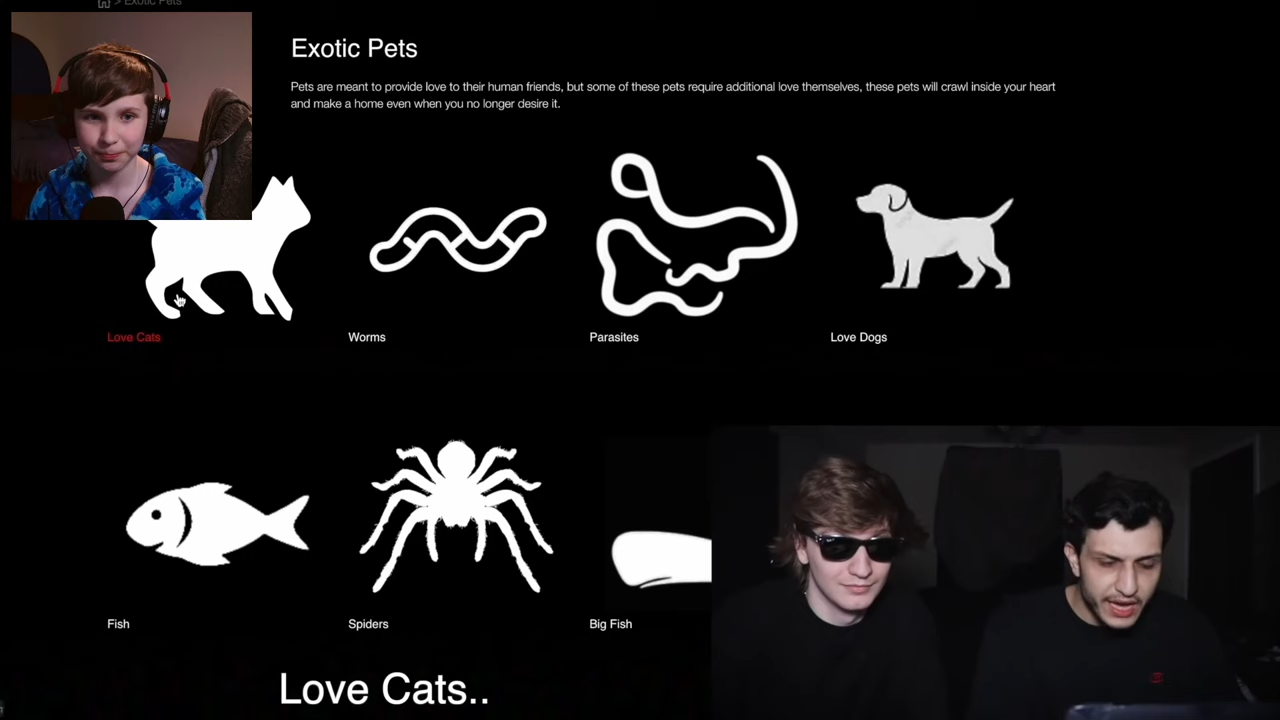 > Exotic Pets
Exotic Pets
Pets are meant to provide love to their human friends, but some of these pets require additional love themselves, these pets will crawl inside your heart
and make a home even when you no longer desire it.
Love Cats
Worms
Parasites
Love Dogs
Fish
Spiders
Big Fish
Love Cats..